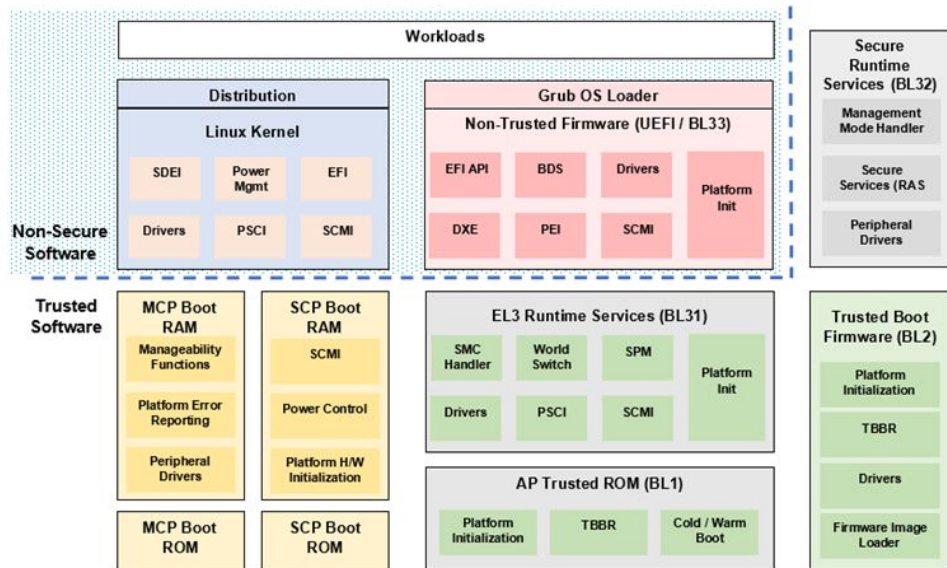 Workloads
Distribution
Linux Kernel
SDEI
Power
Mgmt
EFI
Drivers
PSCI
SCMI
Grub OS Loader
Non-Trusted Firmware (UEFI / BL33)
EFI API
BDS
Drivers
Platform
Init
DXE
PEI
SCMI
Secure
Runtime
Services (BL32)
Management
Mode Handler
Secure
Services (RAS
Peripheral
Drivers
Non-Secure
Software
Trusted
Software
MCP Boot
RAM
Manageability
Functions
Platform Error
Reporting
Peripheral
Drivers
SCP Boot
RAM
SCMI
Power Control
Platform H/W
Initialization
EL3 Runtime Services (BL31)
SMC
Handler
World
Switch
SPM
Platform
Init
Drivers
PSCI
SCMI
Trusted Boot
Firmware (BL2)
Platform
Initialization
TBBR
Drivers
Firmware Image
Loader
MCP Boot
ROM
SCP Boot
ROM
AP Trusted ROM (BL1)
Platform
Initialization
TBBR
Cold / Warm
Boot